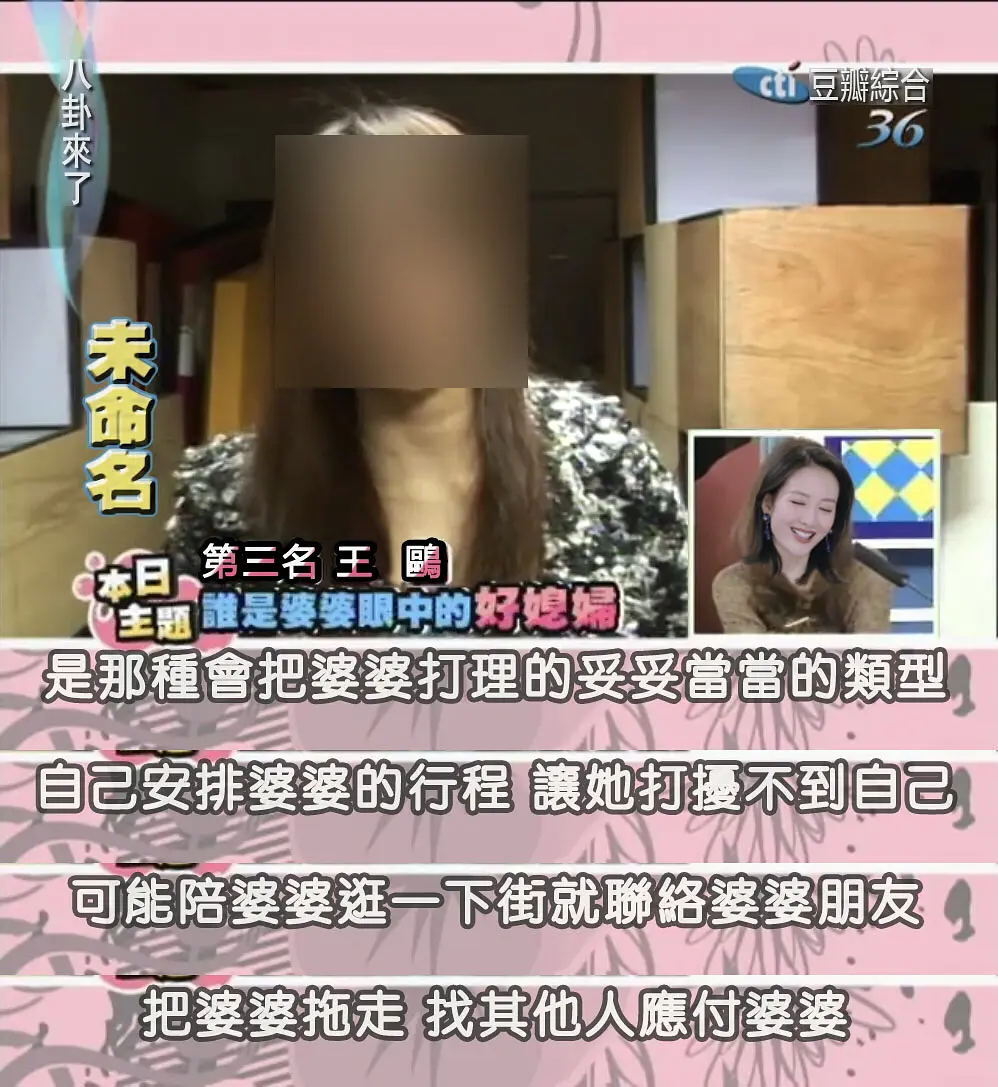 八卦來了
cti 豆瓣綜合
36
未命名
第三名 王 鷗
本日
主題
誰是婆婆眼中的好媳婦
是那種會把婆婆打理的妥妥當當的類型
自己安排婆婆的行程 讓她打擾不到自己
可能陪婆婆逛一下街就聯絡婆婆朋友
把婆婆拖走 找其他人應付婆婆